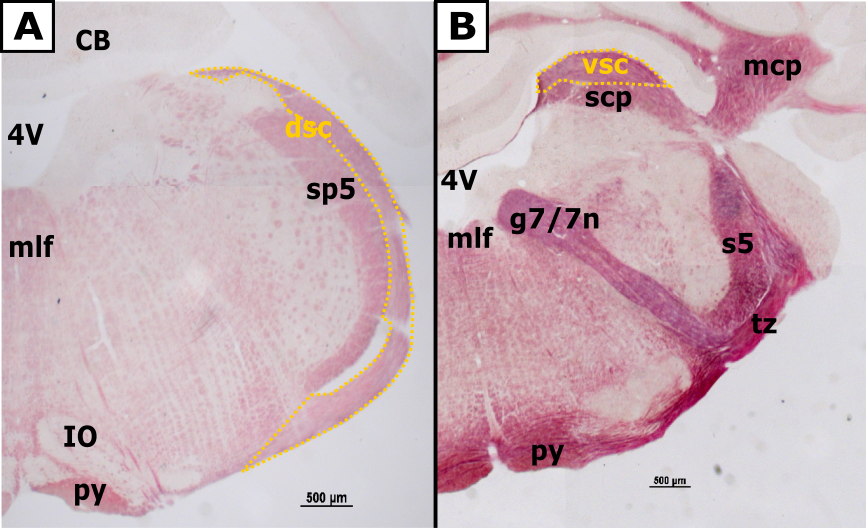 A
CB
4V
dsc
sp5
mlf
IO
py
500 µm
B
vsc
mcp
scp
4V
g7/7n
mlf
s5
tz
py
500 µm